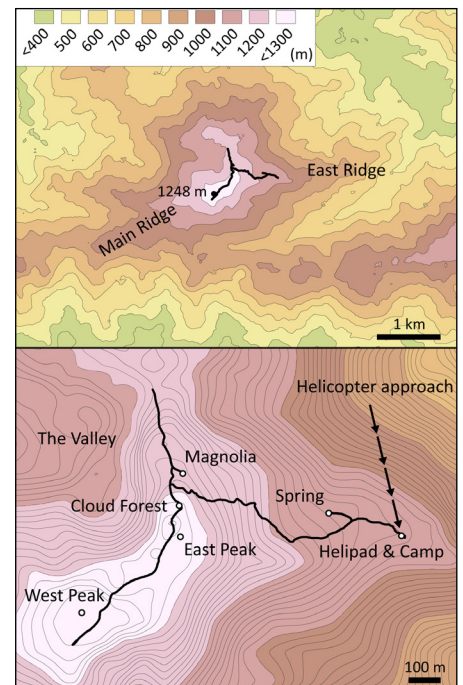 <400
500
600
700
800
900
1000
1100
1200
<1300
(m)
East Ridge
1248 m
Main Ridge
1 km
Helicopter approach
The Valley
Magnolia
Spring
Cloud Forest
East Peak
Helipad & Camp
West Peak
100 m